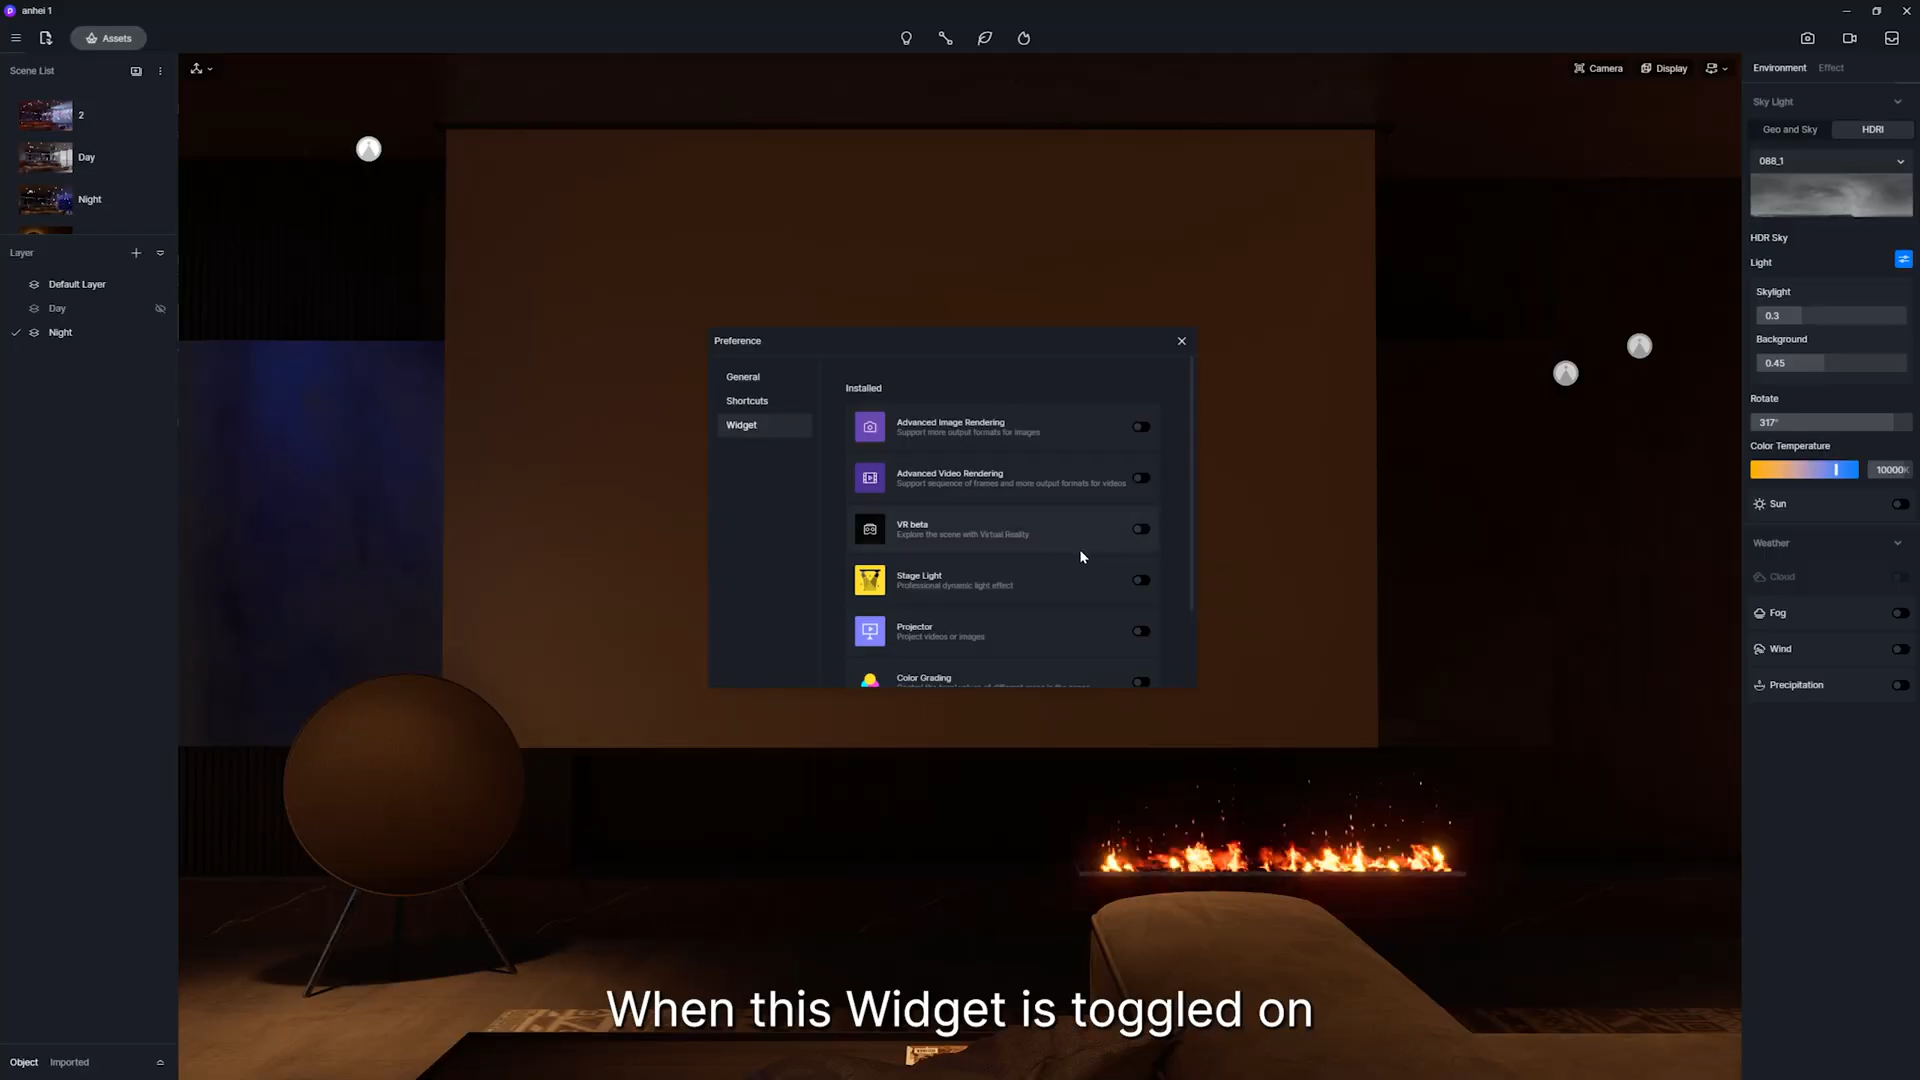 anhei 1
Assets
Scene List
2
Day
Night
Layer
Default Layer
Day
Night
Object Imported
Camera Display
Preference
General
Shortcuts
Widget
Installed
Advanced Image Rendering
Support more output formats for images
Advanced Video Rendering
Support sequence of frames and more output formats for videos
VR beta
Explore the scene with Virtual Reality
Stage Light
Professional dynamic light effect
Projector
Project videos or images
Color Grading
When this Widget is toggled on
Environment Effect
Sky Light
Geo and Sky HDRI
088_1
HDR Sky
Light
Skylight
0.3
Background
0.45
Rotate
317°
Color Temperature
10000K
Sun
Weather
Cloud
Fog
Wind
Precipitation